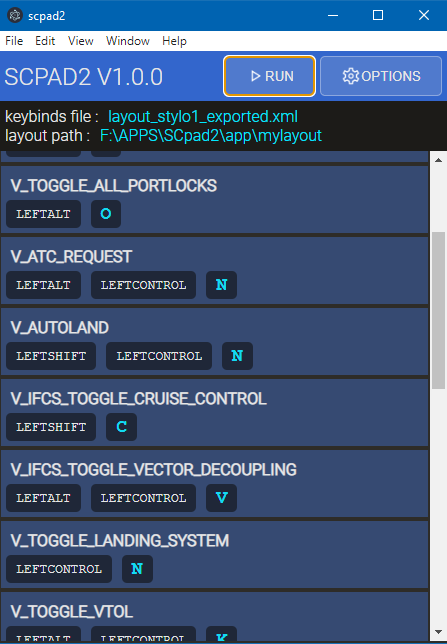 scpad2
File Edit View Window Help
SCPAD2 V1.0.0 RUN OPTIONS
keybinds file : layout_stylo1_exported.xml
layout path : F:\APPS\SCpad2\app\mylayout
V_TOGGLE_ALL_PORTLOCKS
LEFTALT O
V_ATC_REQUEST
LEFTALT LEFTCONTROL N
V_AUTOLAND
LEFTSHIFT LEFTCONTROL N
V_IFCS_TOGGLE_CRUISE_CONTROL
LEFTSHIFT C
V_IFCS_TOGGLE_VECTOR_DECOUPLING
LEFTALT LEFTCONTROL V
V_TOGGLE_LANDING_SYSTEM
LEFTCONTROL N
V_TOGGLE_VTOL
LEFTALT LEFTCONTROL K